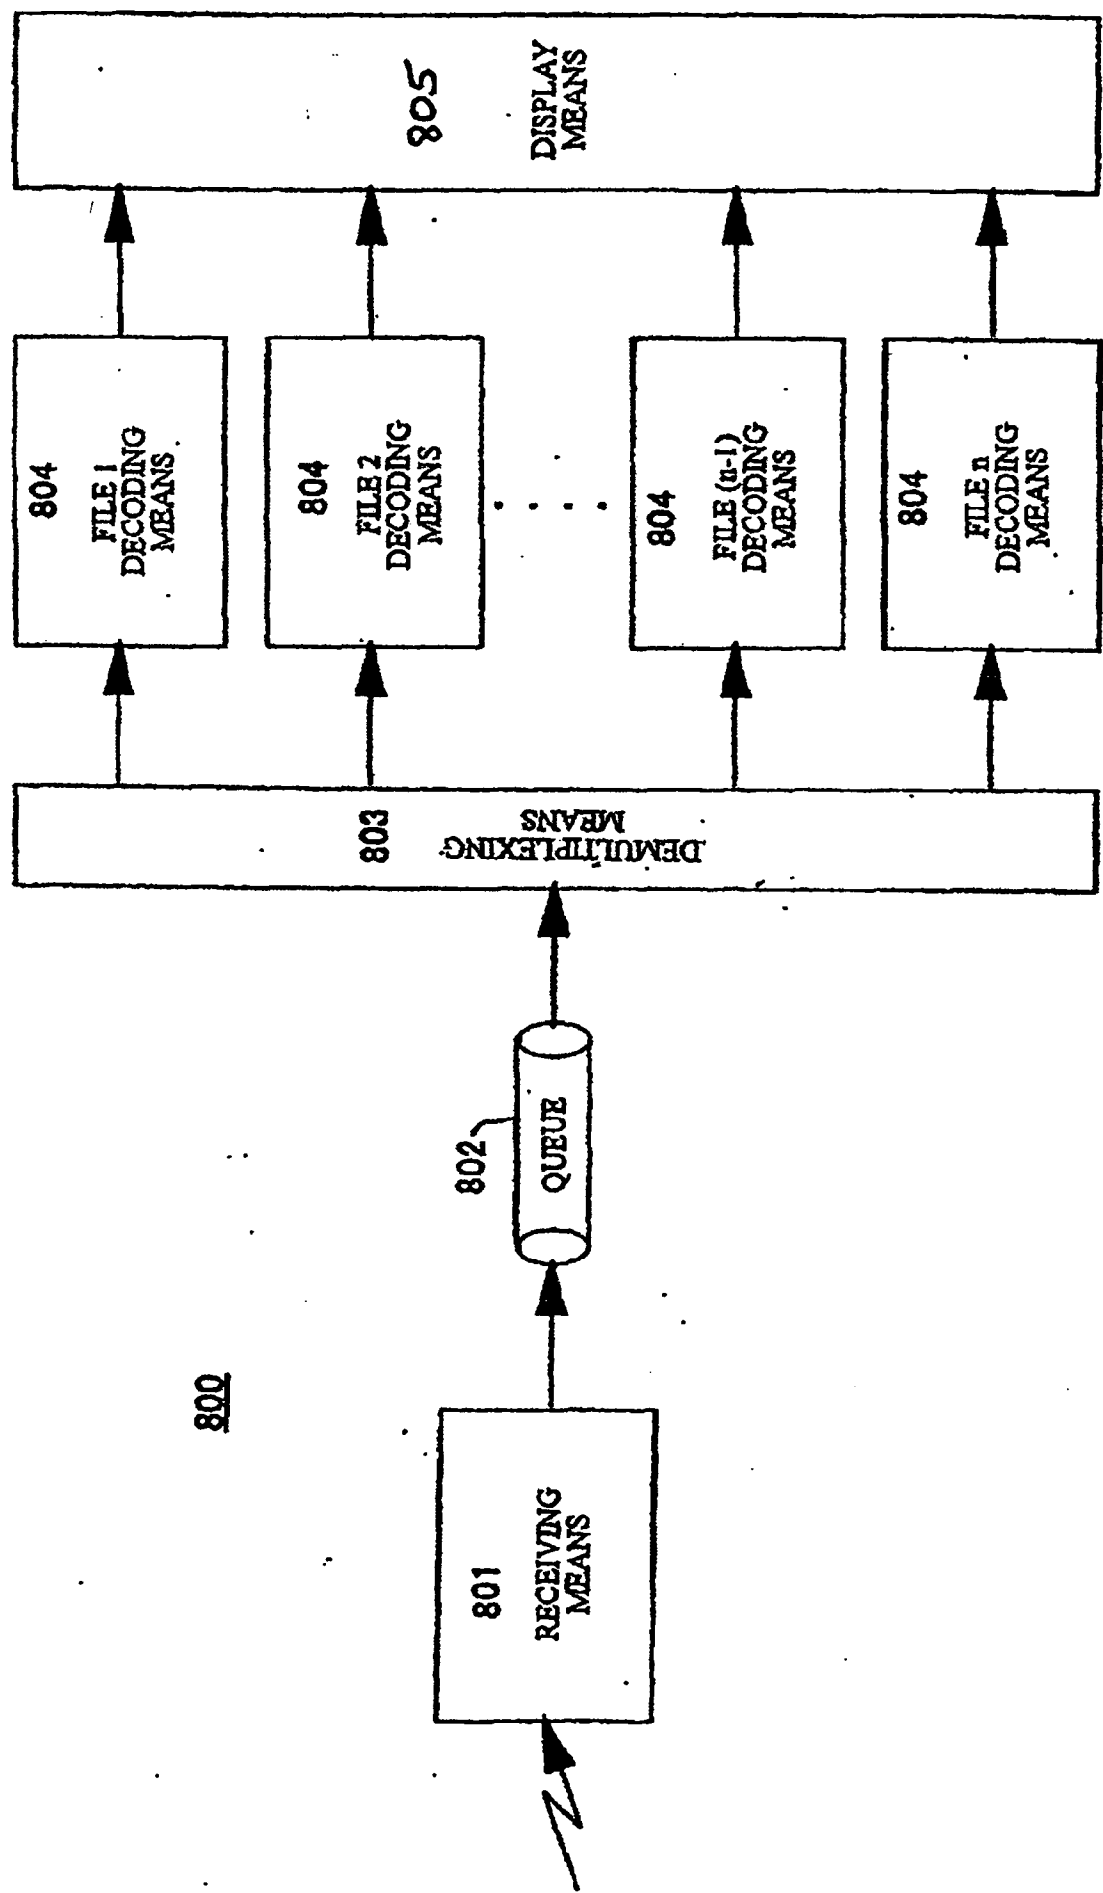 800
801
RECEIVING
MEANS
802
QUEUE
803
DEMULTIPLEXING
MEANS
804
FILE 1
DECODING
MEANS
804
FILE 2
DECODING
MEANS
804
FILE (n-1)
DECODING
MEANS
804
FILE n
DECODING
MEANS
805
DISPLAY
MEANS